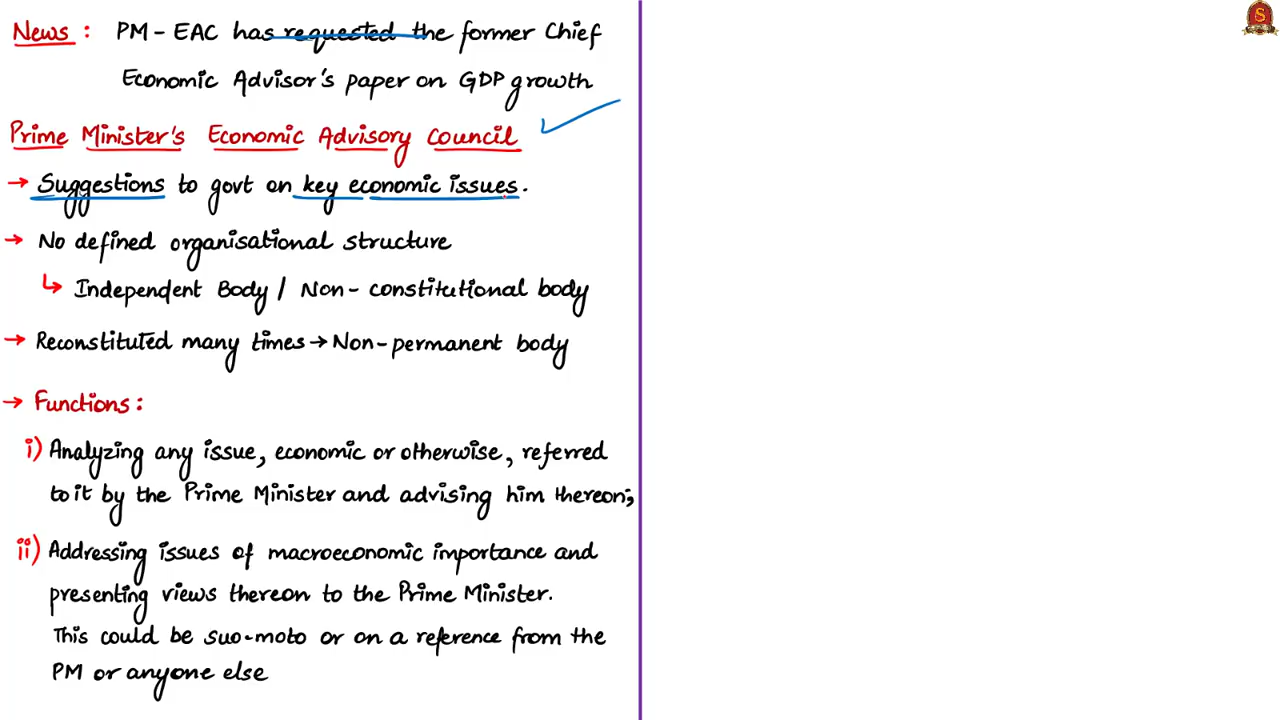 News : PM - EAC has requested the former Chief
Economic Advisor's paper on GDP growth
Prime Minister's Economic Advisory Council
→ Suggestions to govt on key economic issues.
→ No defined organisational structure
↳ Independent Body / Non-constitutional body
→ Reconstituted many times → Non-permanent body
→ Functions :
i) Analyzing any issue, economic or otherwise, referred
to it by the Prime Minister and advising him thereon;
ii) Addressing issues of macroeconomic importance and
presenting views thereon to the Prime Minister.
This could be suo-moto or on a reference from the
PM or anyone else